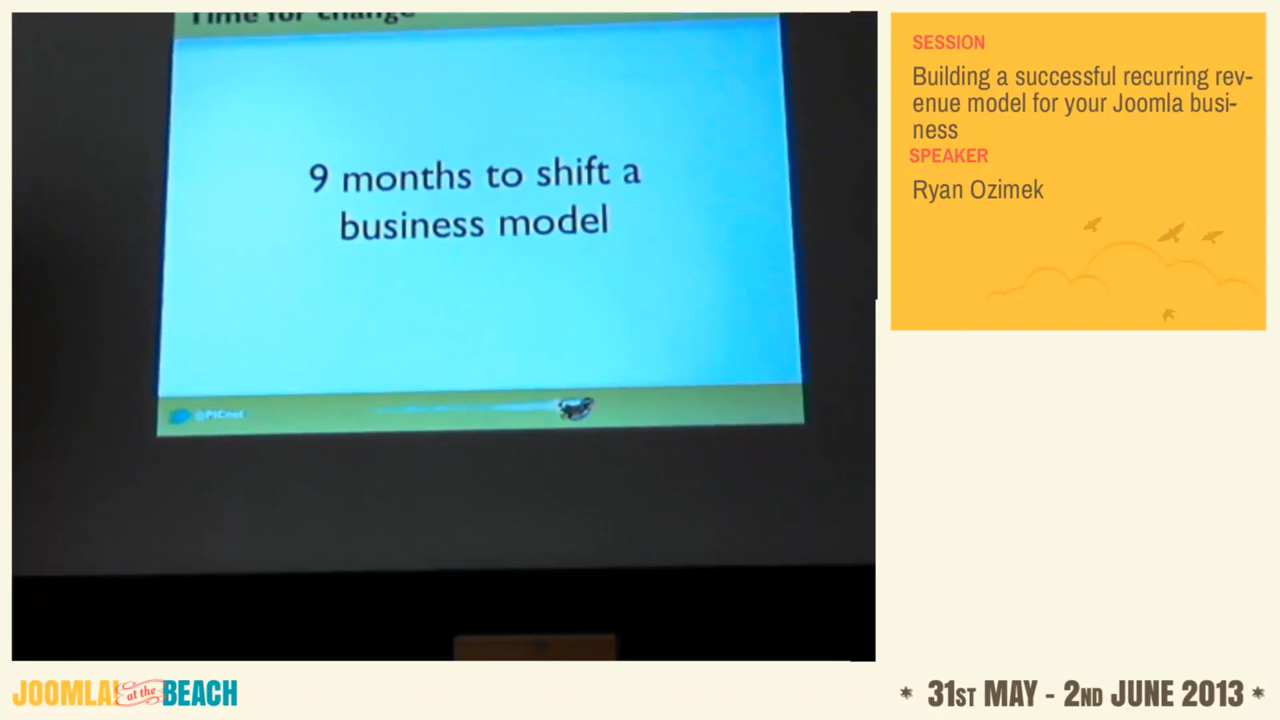 Time for change
9 months to shift a
business model
@PICnet
SESSION
Building a successful recurring rev-
enue model for your Joomla busi-
ness
SPEAKER
Ryan Ozimek
JOOMLA! at the BEACH
* 31ST MAY - 2ND JUNE 2013 *